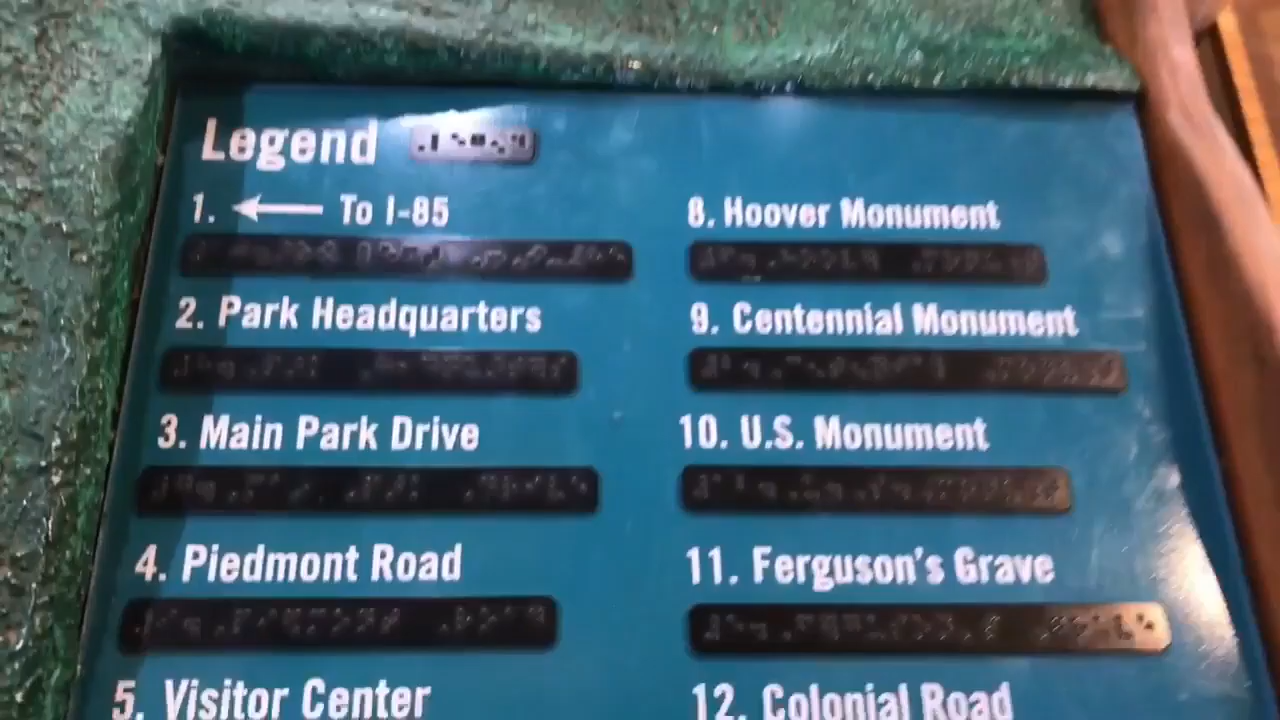 Legend
1. ← To I-85
2. Park Headquarters
3. Main Park Drive
4. Piedmont Road
5. Visitor Center
8. Hoover Monument
9. Centennial Monument
10. U.S. Monument
11. Ferguson's Grave
12. Colonial Road